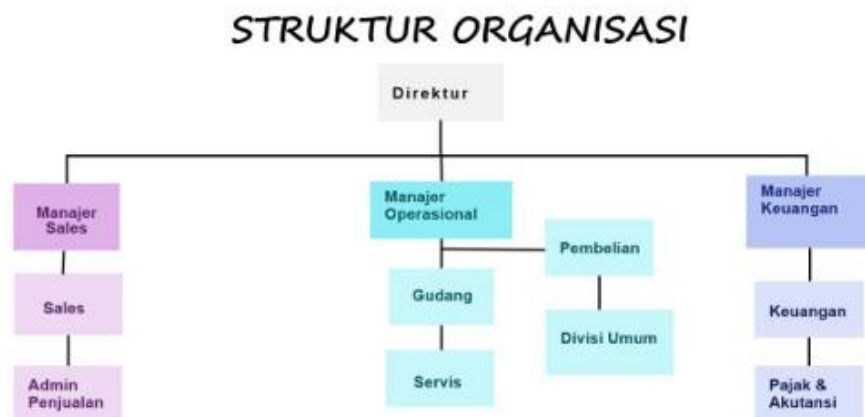 STRUKTUR ORGANISASI
Direktur
Manajer
Sales
Manajer
Operasional
Manajer
Keuangan
Pembelian
Sales
Gudang
Keuangan
Divisi Umum
Admin
Penjualan
Servis
Pajak &
Akutansi